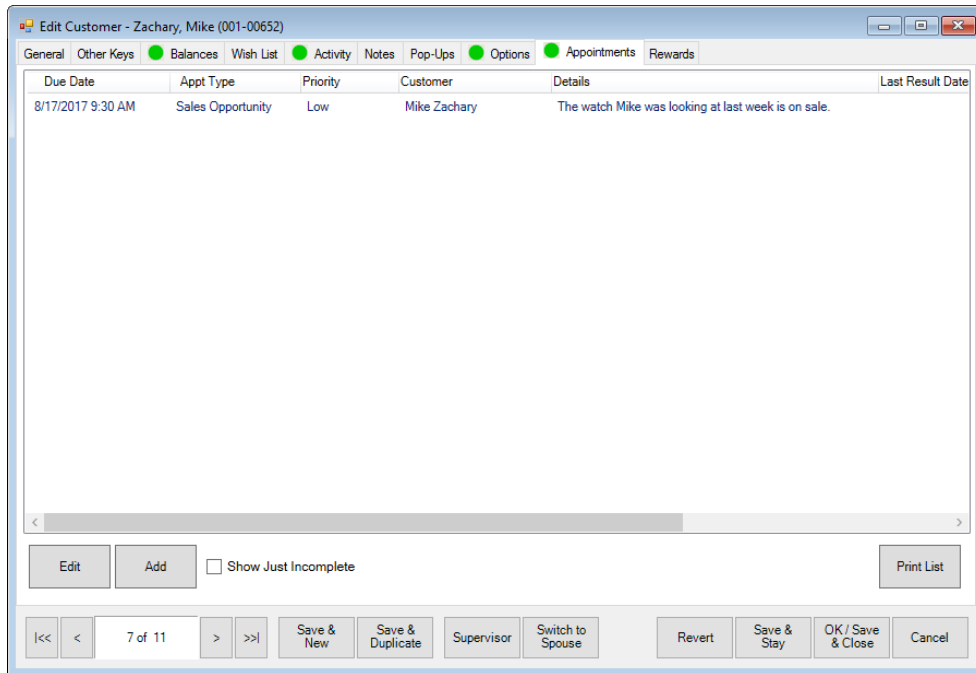 Edit Customer - Zachary, Mike (001-00652)
General Other Keys Balances Wish List Activity Notes Pop-Ups Options Appointments Rewards
Due Date Appt Type Priority Customer Details Last Result Date
8/17/2017 9:30 AM Sales Opportunity Low Mike Zachary The watch Mike was looking at last week is on sale.
Edit Add Show Just Incomplete Print List
|<< < 7 of 11 > >>| Save & New Save & Duplicate Supervisor Switch to Spouse Revert Save & Stay OK / Save & Close Cancel